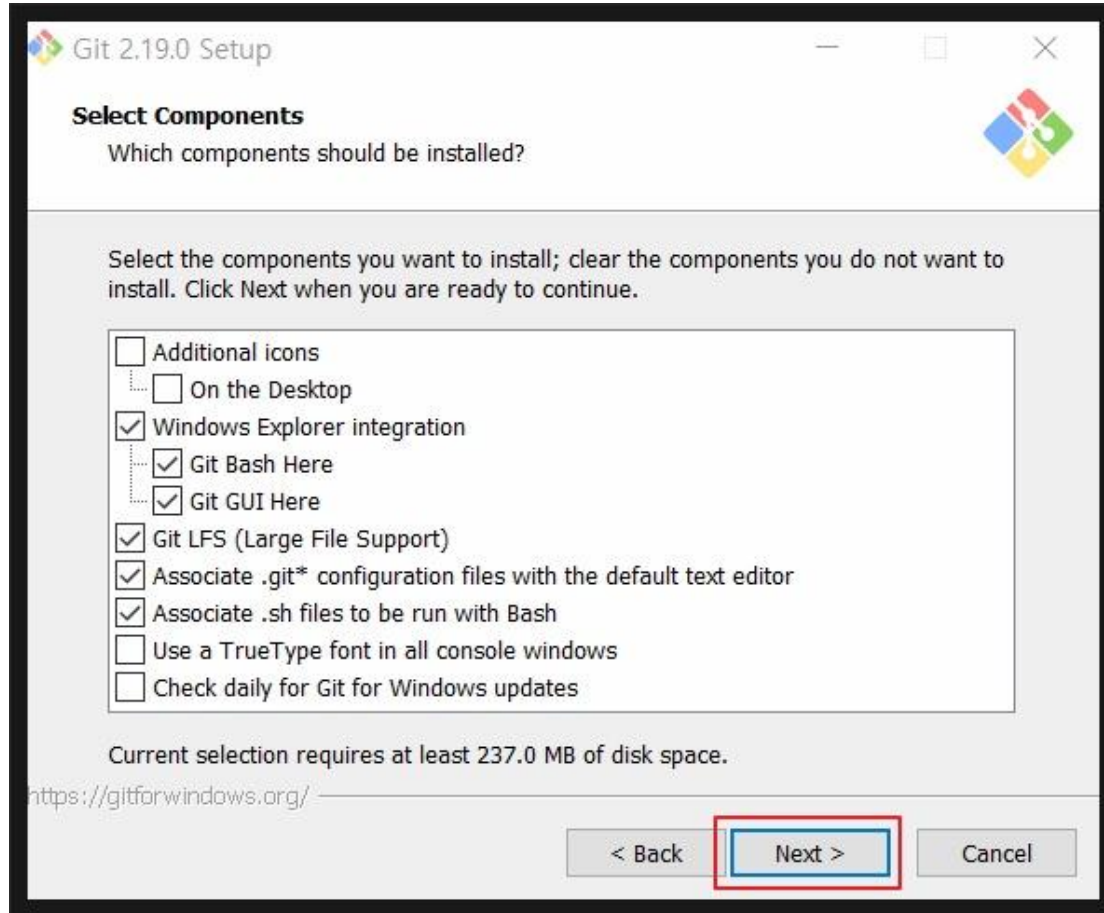 Git 2.19.0 Setup
Select Components
Which components should be installed?
Select the components you want to install; clear the components you do not want to
install. Click Next when you are ready to continue.
Additional icons
On the Desktop
Windows Explorer integration
Git Bash Here
Git GUI Here
Git LFS (Large File Support)
Associate .git* configuration files with the default text editor
Associate .sh files to be run with Bash
Use a TrueType font in all console windows
Check daily for Git for Windows updates
Current selection requires at least 237.0 MB of disk space.
https://gitforwindows.org/
< Back Next > Cancel